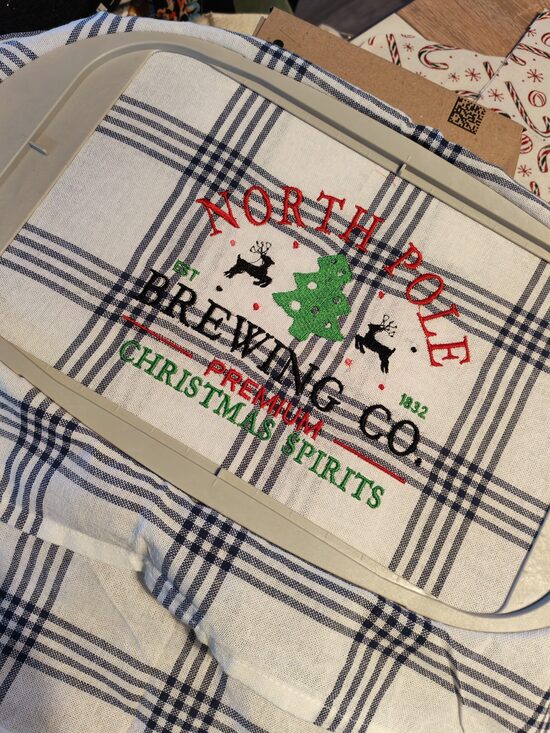 NORTH POLE
EST 1832
BREWING CO.
PREMIUM
CHRISTMAS SPIRITS